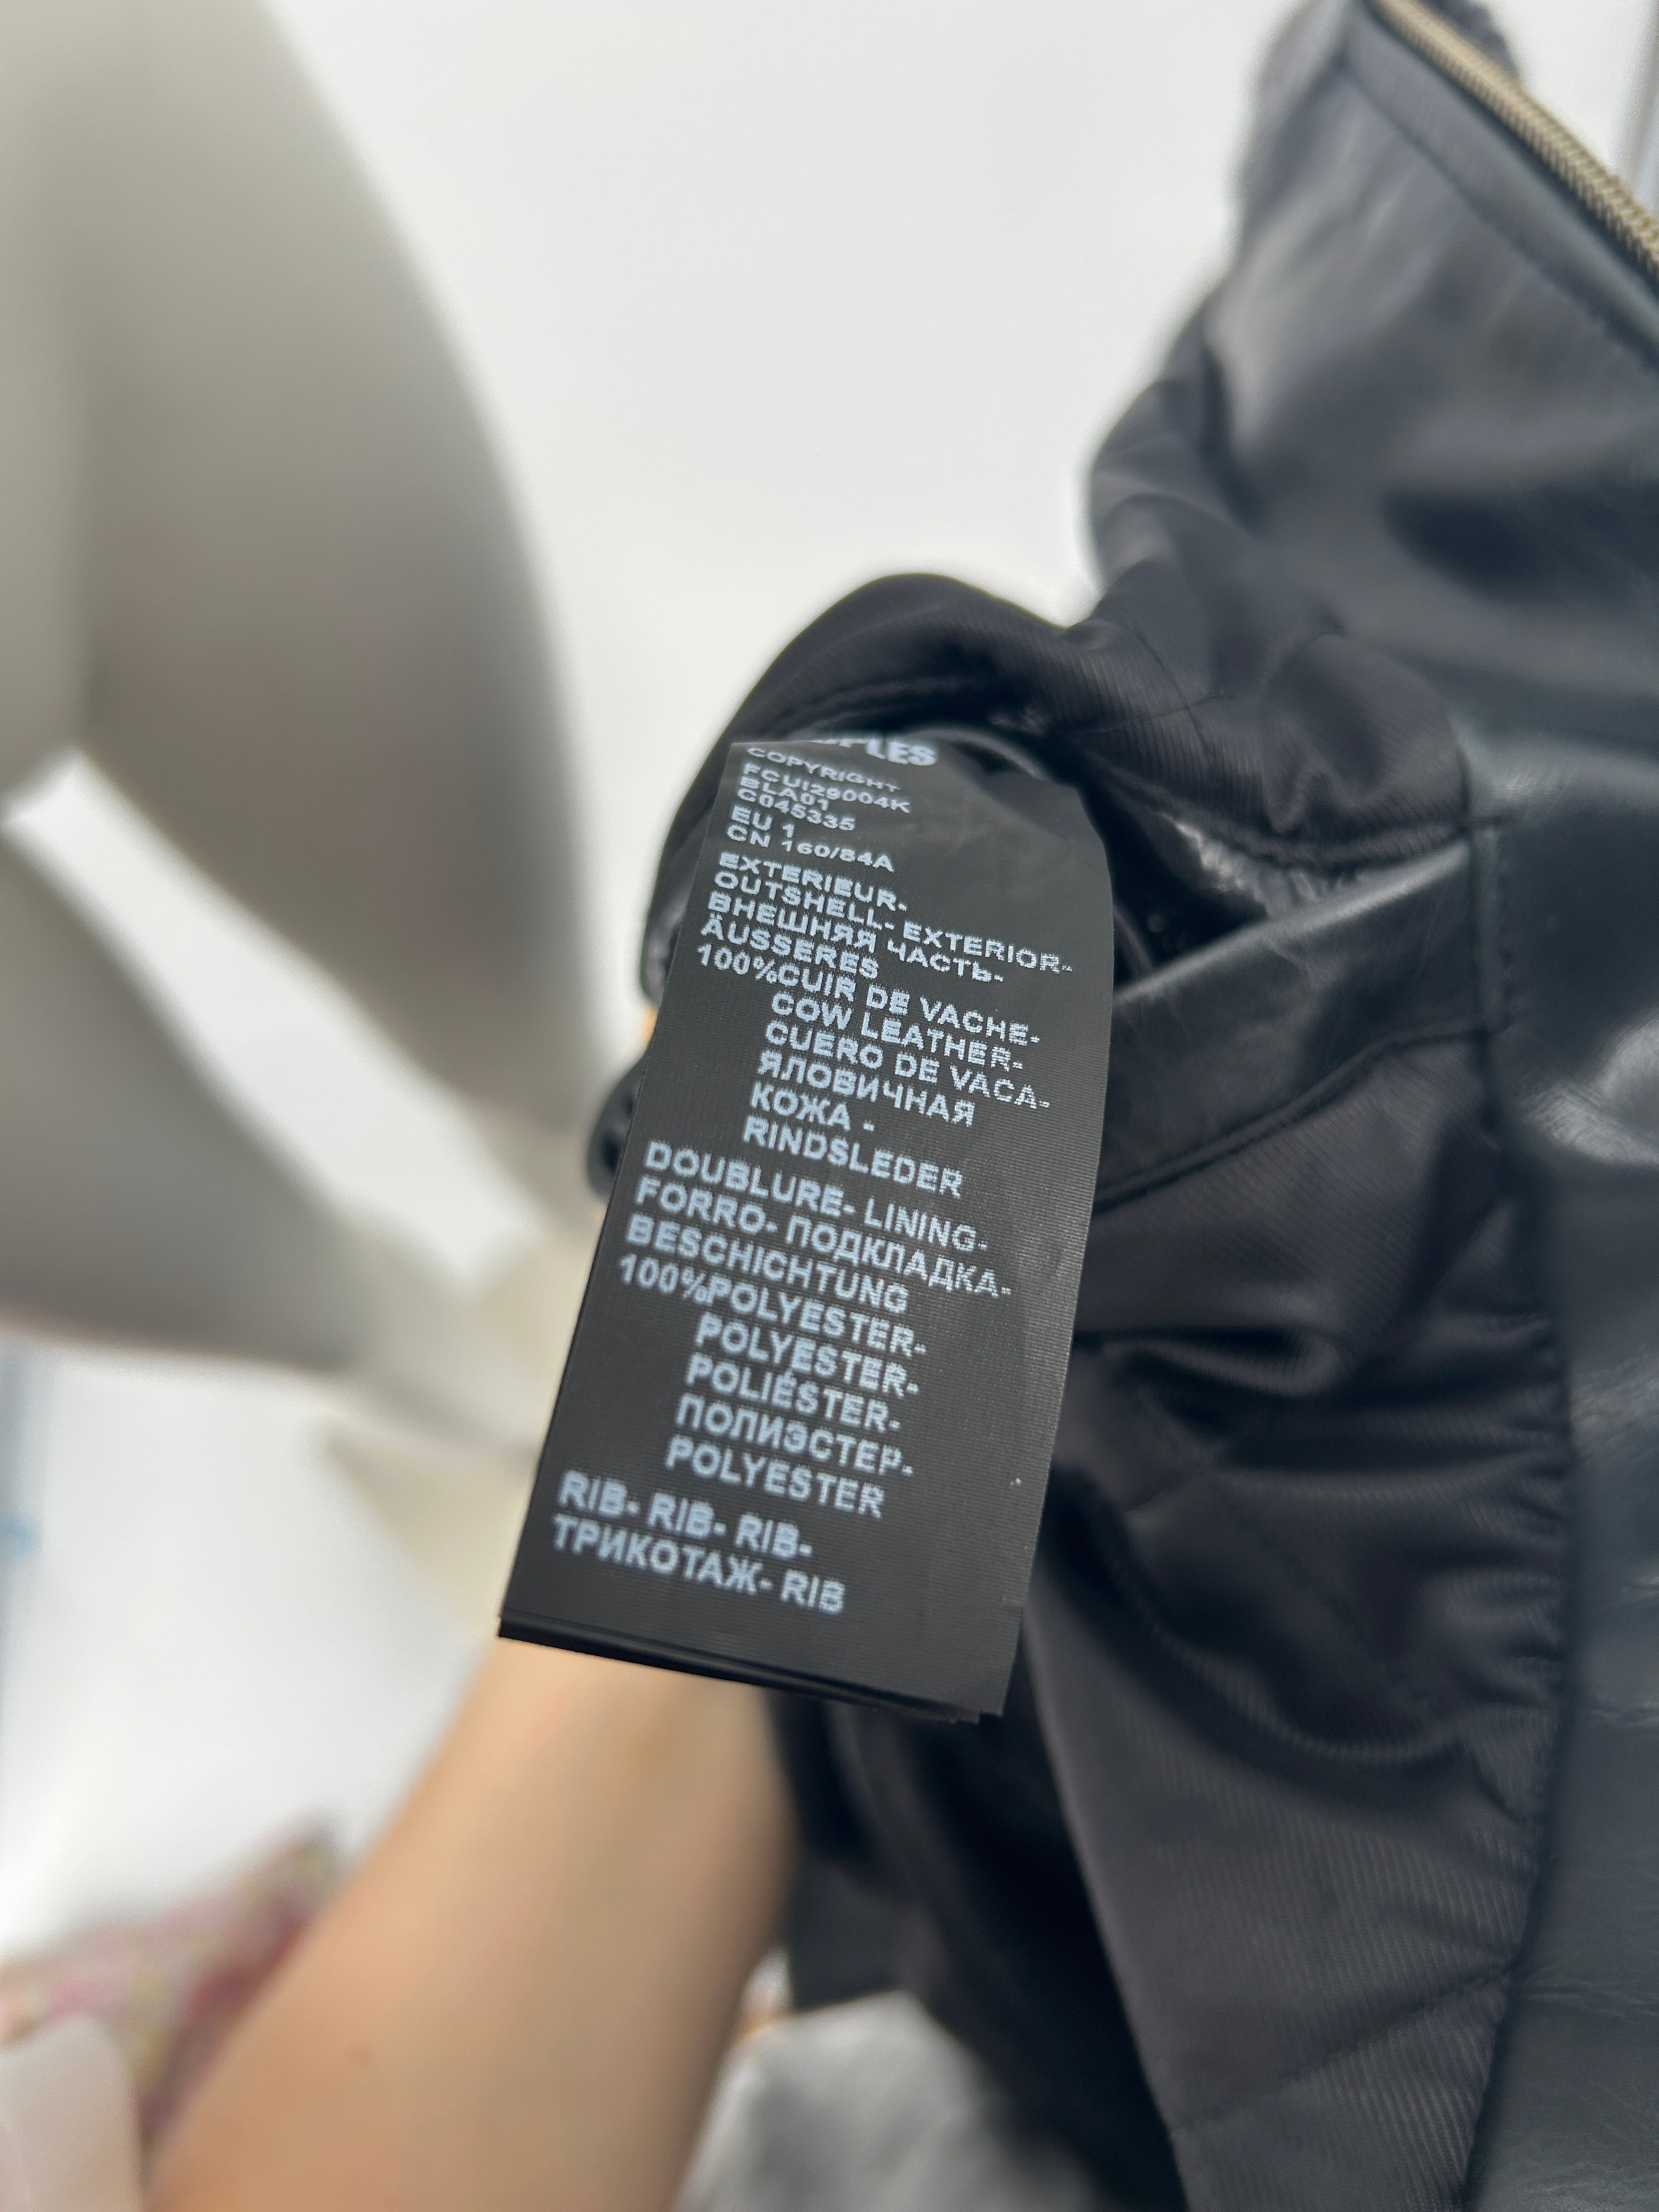 COPYRIGHT
FCUI29004K
BLA01
C045335
EU 1
CN 160/84A
EXTERIEUR-
OUTSHELL- EXTERIOR-
ВНЕШНЯЯ ЧАСТЬ-
ÄUSSERES
100%CUIR DE VACHE-
COW LEATHER-
CUERO DE VACA-
ЯЛОВИЧНАЯ
КОЖА -
RINDSLEDER
DOUBLURE- LINING-
FORRO- ПОДКЛАДКА-
BESCHICHTUNG
100%POLYESTER-
POLYESTER-
POLIÉSTER-
ПОЛИЭСТЕР-
POLYESTER
RIB- RIB- RIB-
ТРИКОТАЖ- RIB